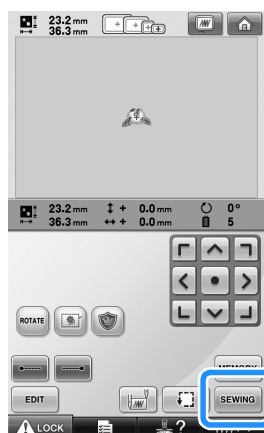 23.2 mm
36.3 mm
23.2 mm + 0.0 mm 0°
36.3 mm + 0.0 mm 5
ROTATE
MEMORY
EDIT
SEWING
LOCK ?